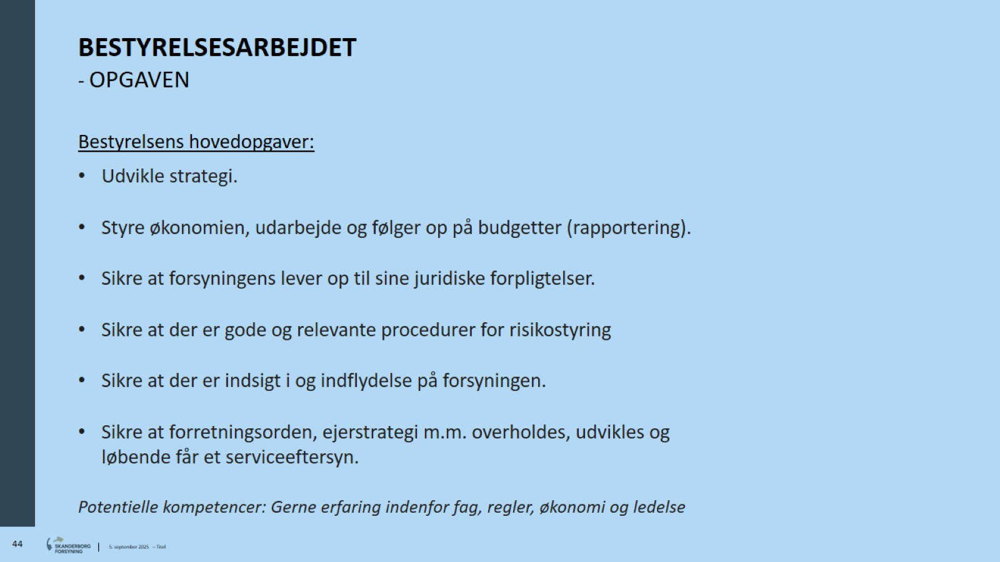 BESTYRELSESARBEJDET
- OPGAVEN
Bestyrelsens hovedopgaver:
• Udvikle strategi.
• Styre økonomien, udarbejde og følger op på budgetter (rapportering).
• Sikre at forsyningens lever op til sine juridiske forpligtelser.
• Sikre at der er gode og relevante procedurer for risikostyring
• Sikre at der er indsigt i og indflydelse på forsyningen.
• Sikre at forretningsorden, ejerstrategi m.m. overholdes, udvikles og
løbende får et serviceeftersyn.
Potentielle kompetencer: Gerne erfaring indenfor fag, regler, økonomi og ledelse
44
SKANDERBORG
FORSYNING
5. september 2025 – Titel